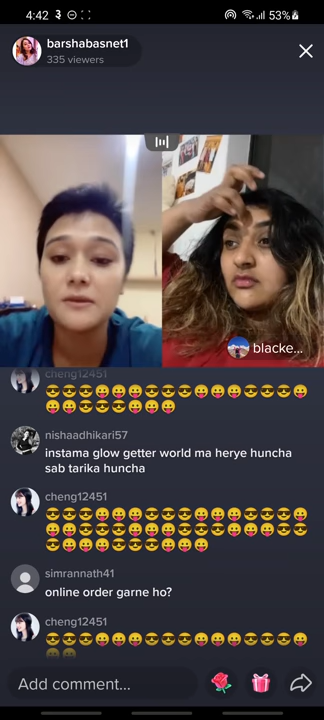 4:42
53%
barshabasnet1
335 viewers
blacke...
cheng12451
😎😎😎😛😛😛😎😎😎😛😛😛😎😎😎😛
😛😛😎😎😎😛😛😛
nishaadhikari57
instama glow getter world ma herye huncha
sab tarika huncha
cheng12451
simrannath41
online order garne ho?
cheng12451
Add comment...